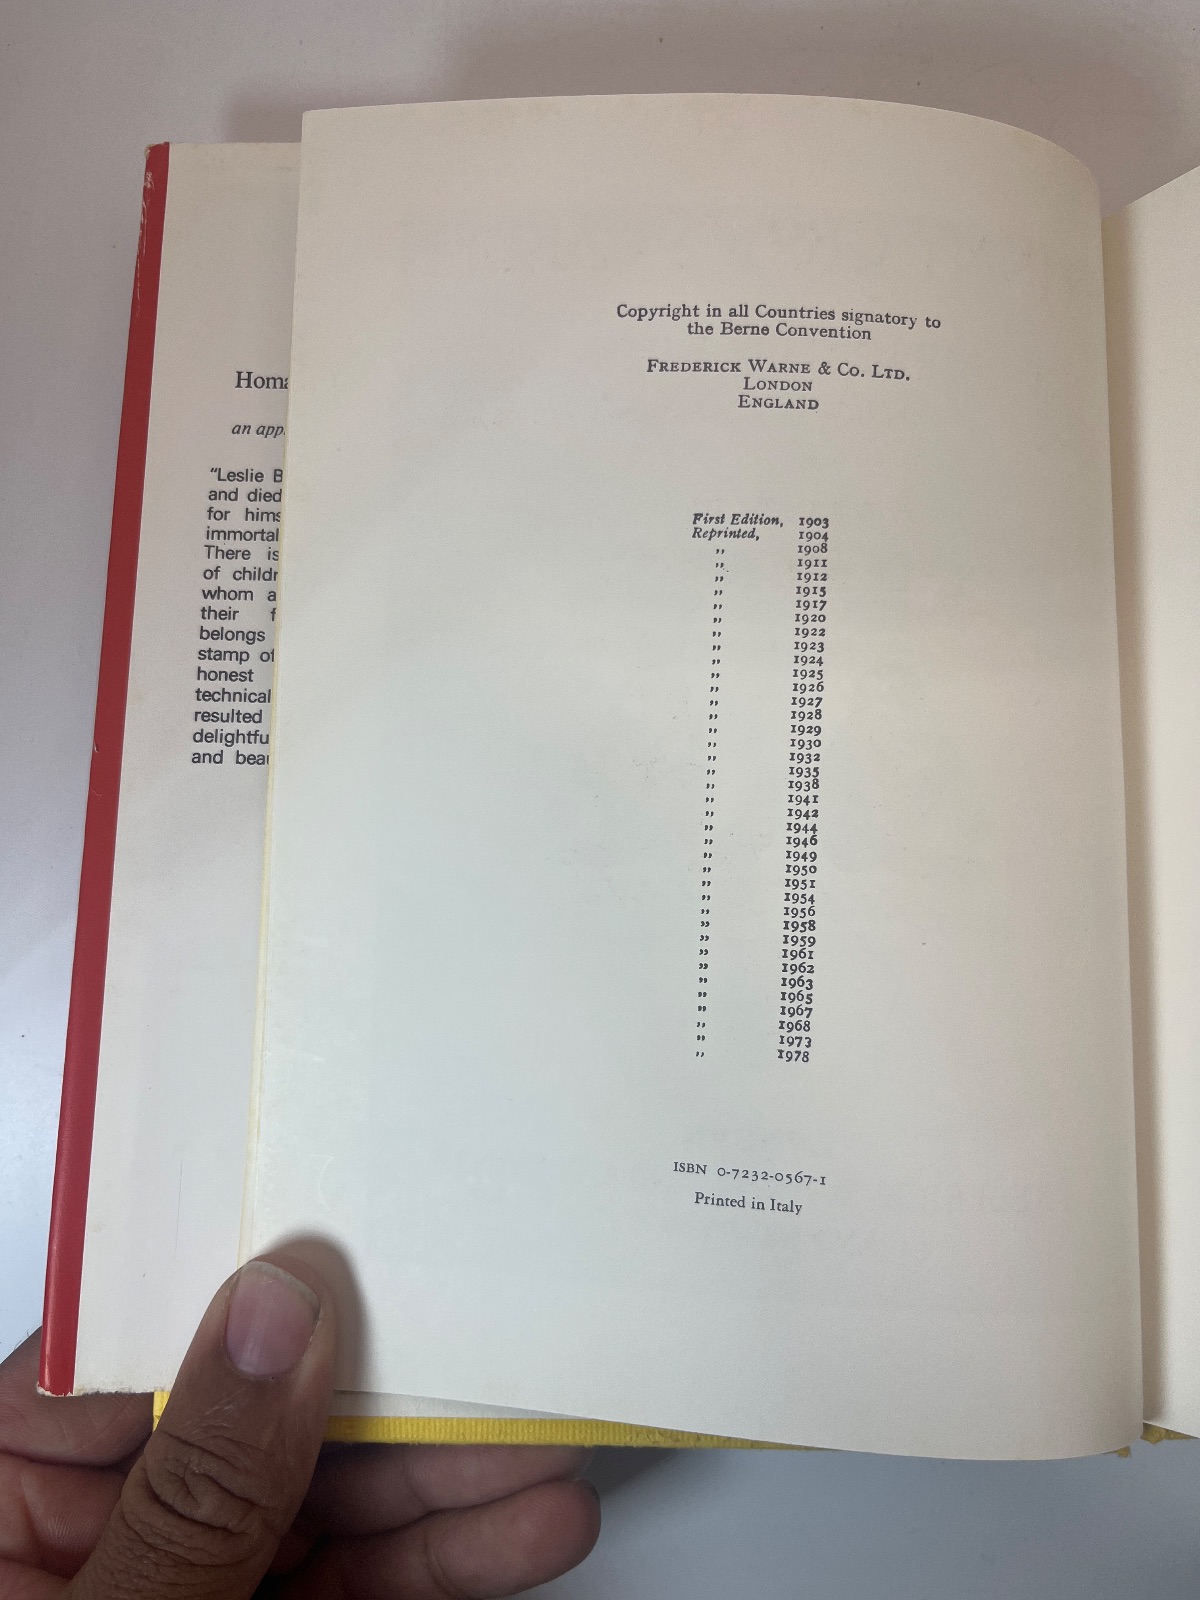 Homa
an app
"Leslie B
and died
for hims
immortal
There is
of childr
whom a
their f
belongs
stamp of
honest
technical
resulted
delightfu
and beau
Copyright in all Countries signatory to
the Berne Convention
FREDERICK WARNE & CO. LTD.
LONDON
ENGLAND
First Edition, 1903
Reprinted, 1904
,, 1908
,, 1911
,, 1912
,, 1915
,, 1917
,, 1920
,, 1922
,, 1923
,, 1924
,, 1925
,, 1926
,, 1927
,, 1928
,, 1929
,, 1930
,, 1932
,, 1935
,, 1938
,, 1941
,, 1942
,, 1944
,, 1946
,, 1949
,, 1950
,, 1951
,, 1954
,, 1956
,, 1958
,, 1959
,, 1961
,, 1962
,, 1963
,, 1965
,, 1967
,, 1968
,, 1973
,, 1978
ISBN 0-7232-0567-1
Printed in Italy